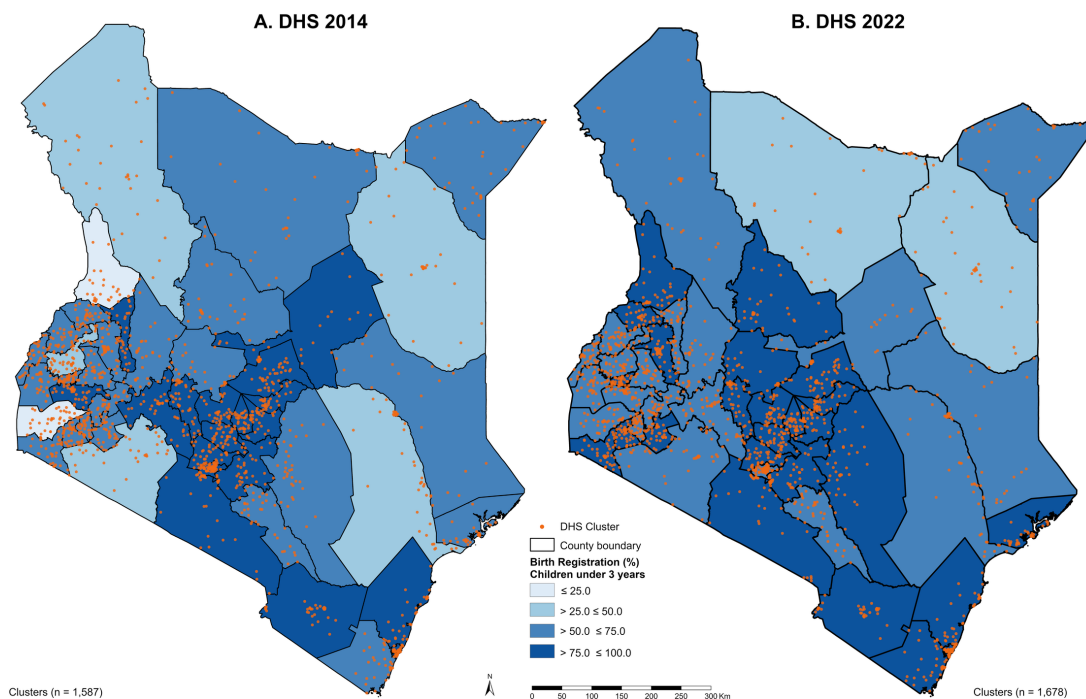 A. DHS 2014
B. DHS 2022
DHS Cluster
County boundary
Birth Registration (%)
Children under 3 years
≤ 25.0
> 25.0 ≤ 50.0
> 50.0 ≤ 75.0
> 75.0 ≤ 100.0
N
0 50 100 150 200 250 300 Km
Clusters (n = 1,587)
Clusters (n = 1,678)